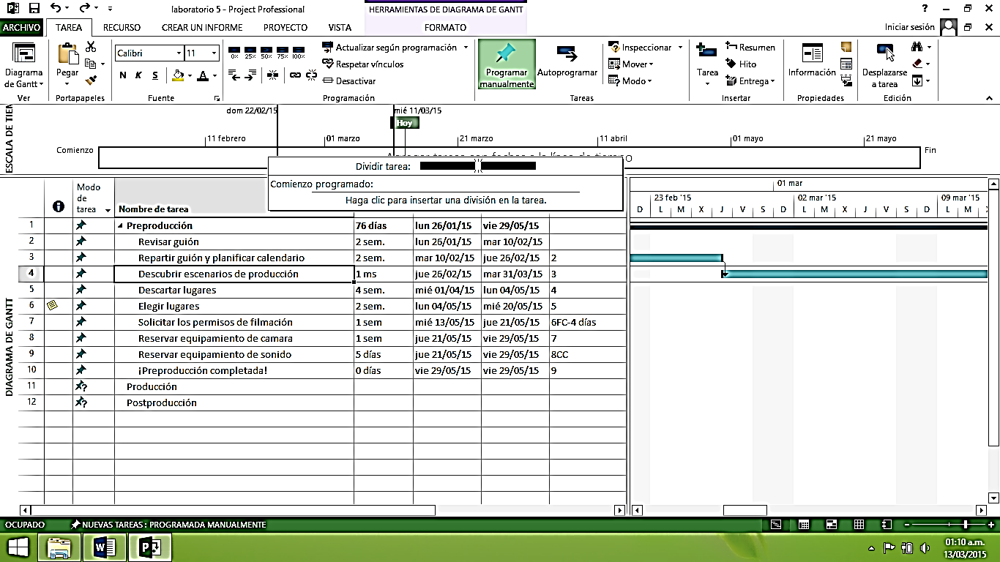 laboratorio 5 - Project Professional
HERRAMIENTAS DE DIAGRAMA DE GANTT
?
ARCHIVO TAREA RECURSO CREAR UN INFORME PROYECTO VISTA FORMATO Iniciar sesión
Diagrama de Gantt
Ver
Pegar
Portapapeles
Calibri 11
N K S A
Fuente
0% 25% 50% 75% 100%
Actualizar según programación
Respetar vínculos
Desactivar
Programación
Programar manualmente
Autoprogramar
Inspeccionar
Mover
Modo
Tareas
Tarea
Resumen
Hito
Entrega
Insertar
Información
Propiedades
Desplazarse a tarea
Edición
ESCALA DE TIEM
dom 22/02/15 mié 11/03/15
Hoy
11 febrero 01 marzo 21 marzo 11 abril 01 mayo 21 mayo
Comienzo Fin
Dividir tarea:
Comienzo programado:
Haga clic para insertar una división en la tarea.
DIAGRAMA DE GANTT
Modo de tarea Nombre de tarea
01 mar
23 feb '15 02 mar '15 09 mar '15
D L M X J V S D L M X J V S D L M
1 Preproducción 76 días lun 26/01/15 vie 29/05/15
2 Revisar guión 2 sem. lun 26/01/15 mar 10/02/15
3 Repartir guión y planificar calendario 2 sem. mar 10/02/15 jue 26/02/15 2
4 Descubrir escenarios de producción 1 ms jue 26/02/15 mar 31/03/15 3
5 Descartar lugares 4 sem. mié 01/04/15 lun 04/05/15 4
6 Elegir lugares 2 sem. lun 04/05/15 mié 20/05/15 5
7 Solicitar los permisos de filmación 1 sem mié 13/05/15 jue 21/05/15 6FC-4 días
8 Reservar equipamiento de camara 1 sem jue 21/05/15 vie 29/05/15 7
9 Reservar equipamiento de sonido 5 días jue 21/05/15 vie 29/05/15 8CC
10 ¡Preproducción completada! 0 días vie 29/05/15 vie 29/05/15 9
11 Producción
12 Postproducción
OCUPADO NUEVAS TAREAS : PROGRAMADA MANUALMENTE
01:10 a.m.
13/03/2015